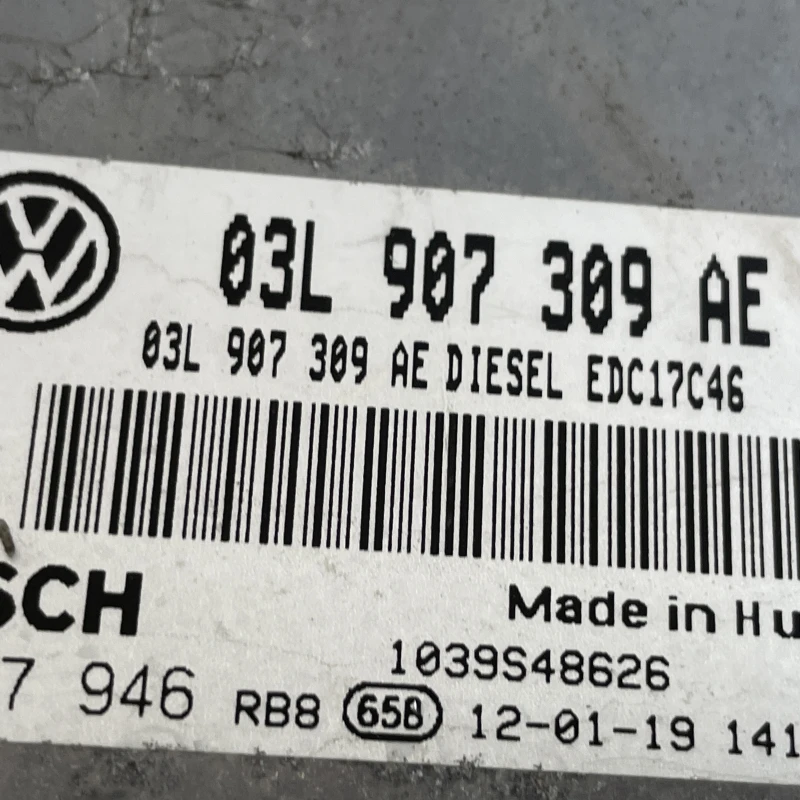 03L 907 309 AE
03L 907 309 AE DIESEL EDC17C46
SCH
Made in Hu
1039S48626
7 946 RB8 658 12-01-19 141